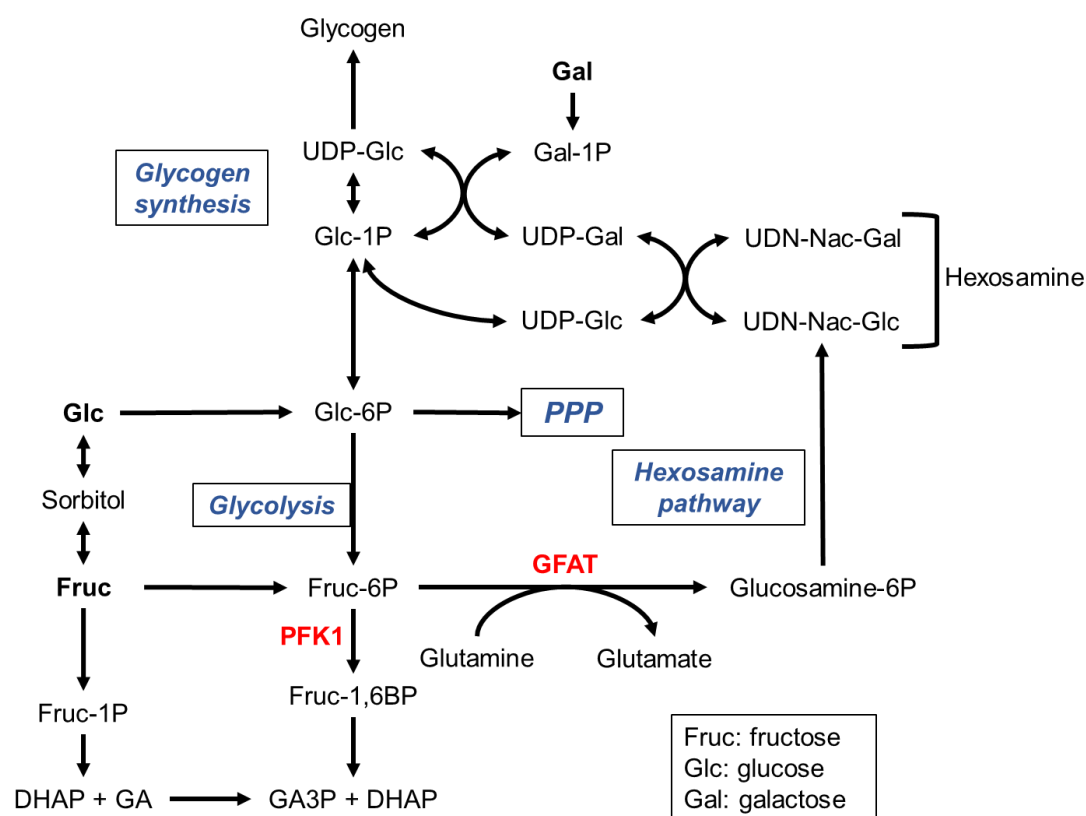 Glycogen
Gal
UDP-Glc
Gal-1P
Glycogen
synthesis
Glc-1P
UDP-Gal
UDN-Nac-Gal
Hexosamine
UDP-Glc
UDN-Nac-Glc
Glc
Glc-6P
PPP
Hexosamine
pathway
Sorbitol
Glycolysis
GFAT
Fruc
Fruc-6P
Glucosamine-6P
PFK1
Glutamine
Glutamate
Fruc-1P
Fruc-1,6BP
Fruc: fructose
Glc: glucose
Gal: galactose
DHAP + GA
GA3P + DHAP